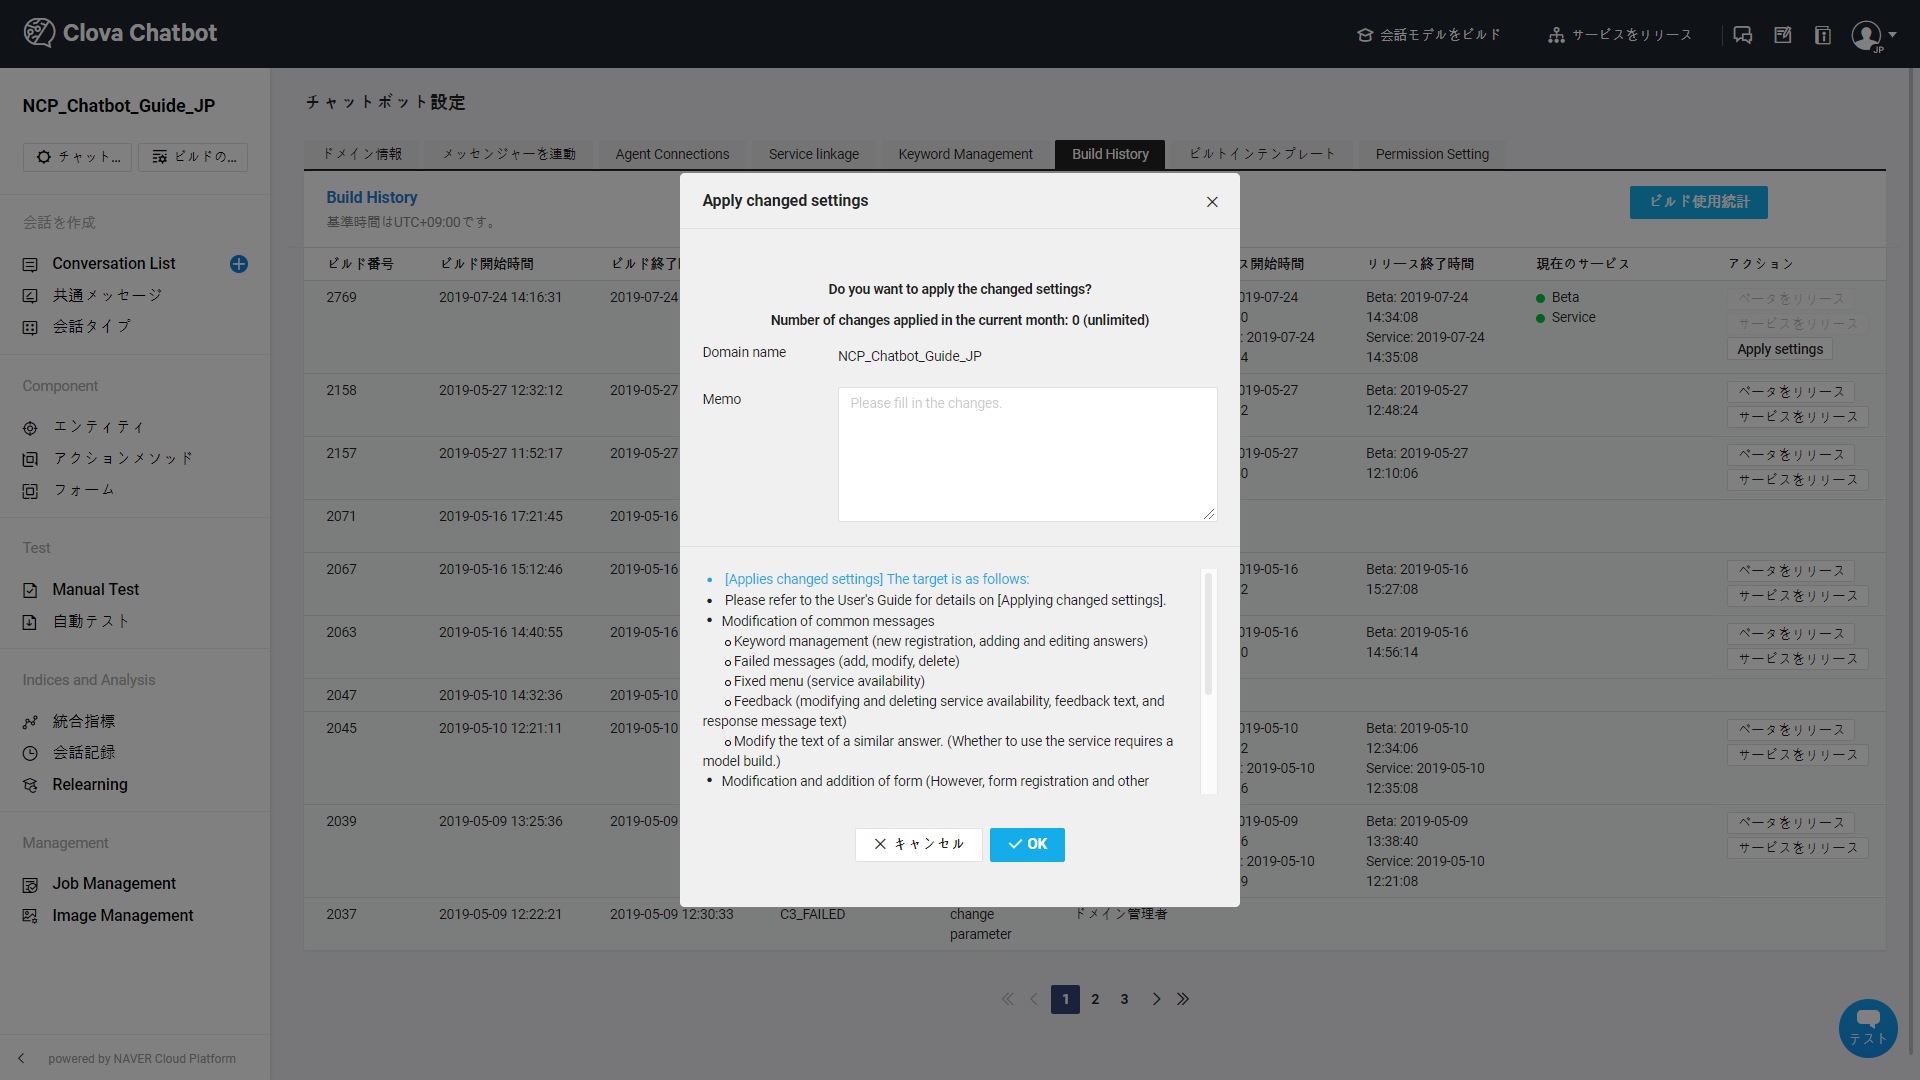 Clova Chatbot
会話モデルをビルド
サービスをリリース
JP
NCP_Chatbot_Guide_JP
チャット...
ビルドの...
会話を作成
Conversation List
共通メッセージ
会話タイプ
Component
エンティティ
アクションメソッド
フォーム
Test
Manual Test
自動テスト
Indices and Analysis
統合指標
会話記録
Relearning
Management
Job Management
Image Management
powered by NAVER Cloud Platform
チャットボット設定
ドメイン情報 メッセンジャーを連動 Agent Connections Service linkage Keyword Management Build History ビルトインテンプレート Permission Setting
Build History
基準時間はUTC+09:00です。
ビルド使用統計
ビルド番号 ビルド開始時間 ビルド終了 ス開始時間 リリース終了時間 現在のサービス アクション
2769 2019-07-24 14:16:31 2019-07-24 019-07-24 Beta: 2019-07-24 Beta ベータをリリース
0 14:34:08 Service サービスをリリース
: 2019-07-24 Service: 2019-07-24
4 14:35:08 Apply settings
2158 2019-05-27 12:32:12 2019-05-27 019-05-27 Beta: 2019-05-27 ベータをリリース
2 12:48:24 サービスをリリース
2157 2019-05-27 11:52:17 2019-05-27 019-05-27 Beta: 2019-05-27 ベータをリリース
0 12:10:06 サービスをリリース
2071 2019-05-16 17:21:45 2019-05-16
2067 2019-05-16 15:12:46 2019-05-16 019-05-16 Beta: 2019-05-16 ベータをリリース
2 15:27:08 サービスをリリース
2063 2019-05-16 14:40:55 2019-05-16 019-05-16 Beta: 2019-05-16 ベータをリリース
0 14:56:14 サービスをリリース
2047 2019-05-10 14:32:36 2019-05-10
2045 2019-05-10 12:21:11 2019-05-10 019-05-10 Beta: 2019-05-10 ベータをリリース
2 12:34:06 サービスをリリース
: 2019-05-10 Service: 2019-05-10
6 12:35:08
2039 2019-05-09 13:25:36 2019-05-09 019-05-09 Beta: 2019-05-09 ベータをリリース
6 13:38:40 サービスをリリース
: 2019-05-10 Service: 2019-05-10
9 12:21:08
2037 2019-05-09 12:22:21 2019-05-09 12:30:33 C3_FAILED change ドメイン管理者
parameter
1 2 3
テスト
Apply changed settings
Do you want to apply the changed settings?
Number of changes applied in the current month: 0 (unlimited)
Domain name NCP_Chatbot_Guide_JP
Memo Please fill in the changes.
• [Applies changed settings] The target is as follows:
• Please refer to the User's Guide for details on [Applying changed settings].
• Modification of common messages
o Keyword management (new registration, adding and editing answers)
o Failed messages (add, modify, delete)
o Fixed menu (service availability)
o Feedback (modifying and deleting service availability, feedback text, and
response message text)
o Modify the text of a similar answer. (Whether to use the service requires a
model build.)
• Modification and addition of form (However, form registration and other
キャンセル
OK